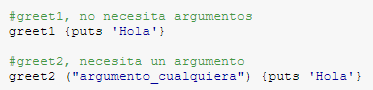 #greet1, no necesita argumentos
greet1 {puts 'Hola'}
#greet2, necesita un argumento
greet2 ("argumento_cualquiera") {puts 'Hola'}